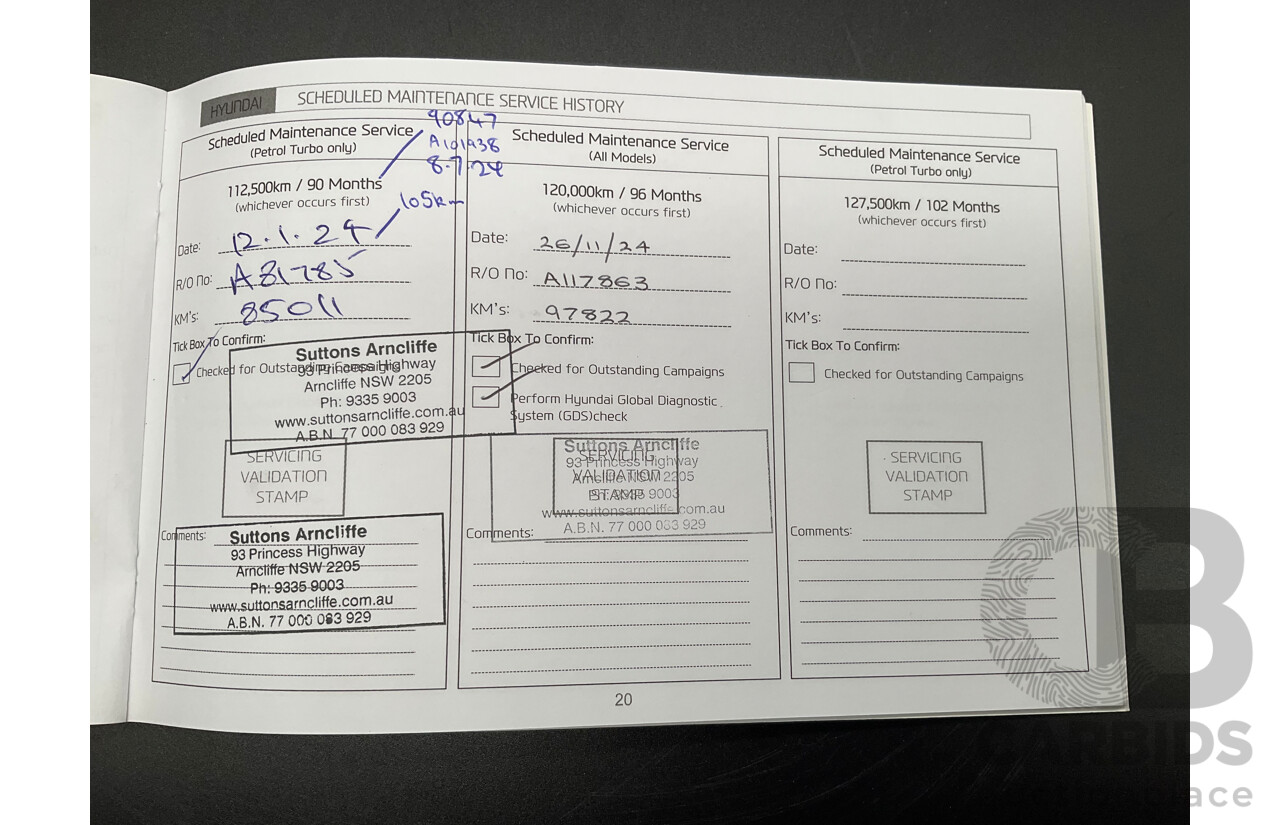 HYUNDAI
SCHEDULED MAINTENANCE SERVICE HISTORY
Scheduled Maintenance Service
(Petrol Turbo only)
90847
A101938
8.7.24
112,500km / 90 Months
(whichever occurs first)
105km
Date: 12.1.24
R/O No: A81785
KM's: 85011
Tick Box To Confirm:
Checked for Outstanding Campaigns
Suttons Arncliffe
93 Princess Highway
Arncliffe NSW 2205
Ph: 9335 9003
www.suttonsarncliffe.com.au
A.B.N. 77 000 083 929
SERVICING
VALIDATION
STAMP
Comments:
Suttons Arncliffe
93 Princess Highway
Arncliffe NSW 2205
Ph: 9335 9003
www.suttonsarncliffe.com.au
A.B.N. 77 000 083 929
Scheduled Maintenance Service
(All Models)
120,000km / 96 Months
(whichever occurs first)
Date: 26/11/24
R/O No: A117863
KM's: 97822
Tick Box To Confirm:
Checked for Outstanding Campaigns
Perform Hyundai Global Diagnostic
System (GDS)check
SERVICING
VALIDATION
STAMP
Suttons Arncliffe
93 Princess Highway
Arncliffe NSW 2205
Ph: 9335 9003
www.suttonsarncliffe.com.au
A.B.N. 77 000 083 929
Comments:
Scheduled Maintenance Service
(Petrol Turbo only)
127,500km / 102 Months
(whichever occurs first)
Date:
R/O No:
KM's:
Tick Box To Confirm:
Checked for Outstanding Campaigns
SERVICING
VALIDATION
STAMP
Comments:
20
CARBIDS